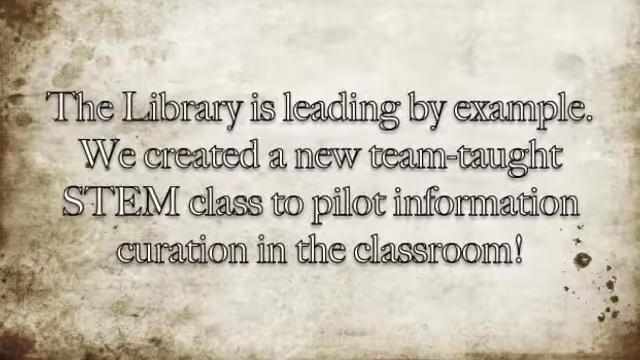 The Library is leading by example.
We created a new team-taught
STEM class to pilot information
curation in the classroom!